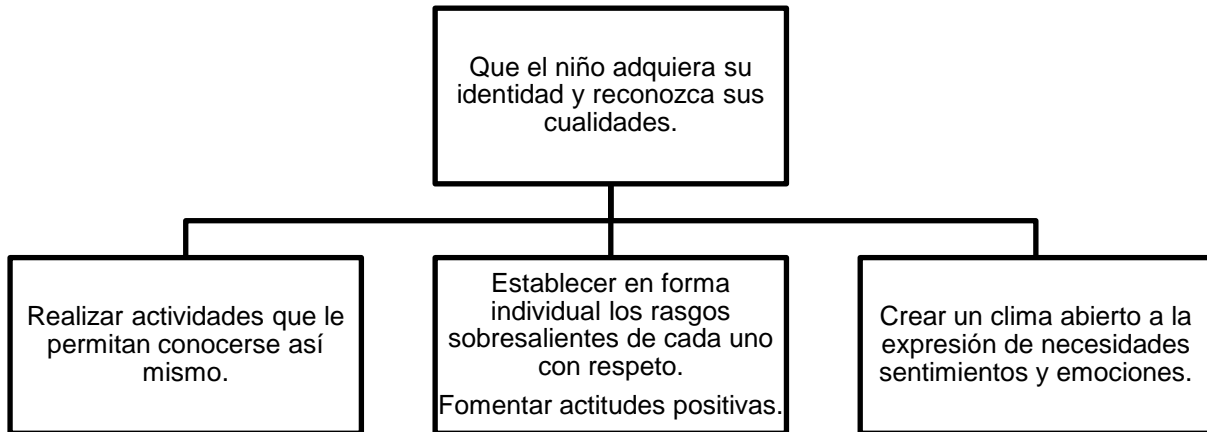 Que el niño adquiera su
identidad y reconozca sus
cualidades.
Realizar actividades que le
permitan conocerse así
mismo.
Establecer en forma
individual los rasgos
sobresalientes de cada uno
con respeto.
Fomentar actitudes positivas.
Crear un clima abierto a la
expresión de necesidades
sentimientos y emociones.